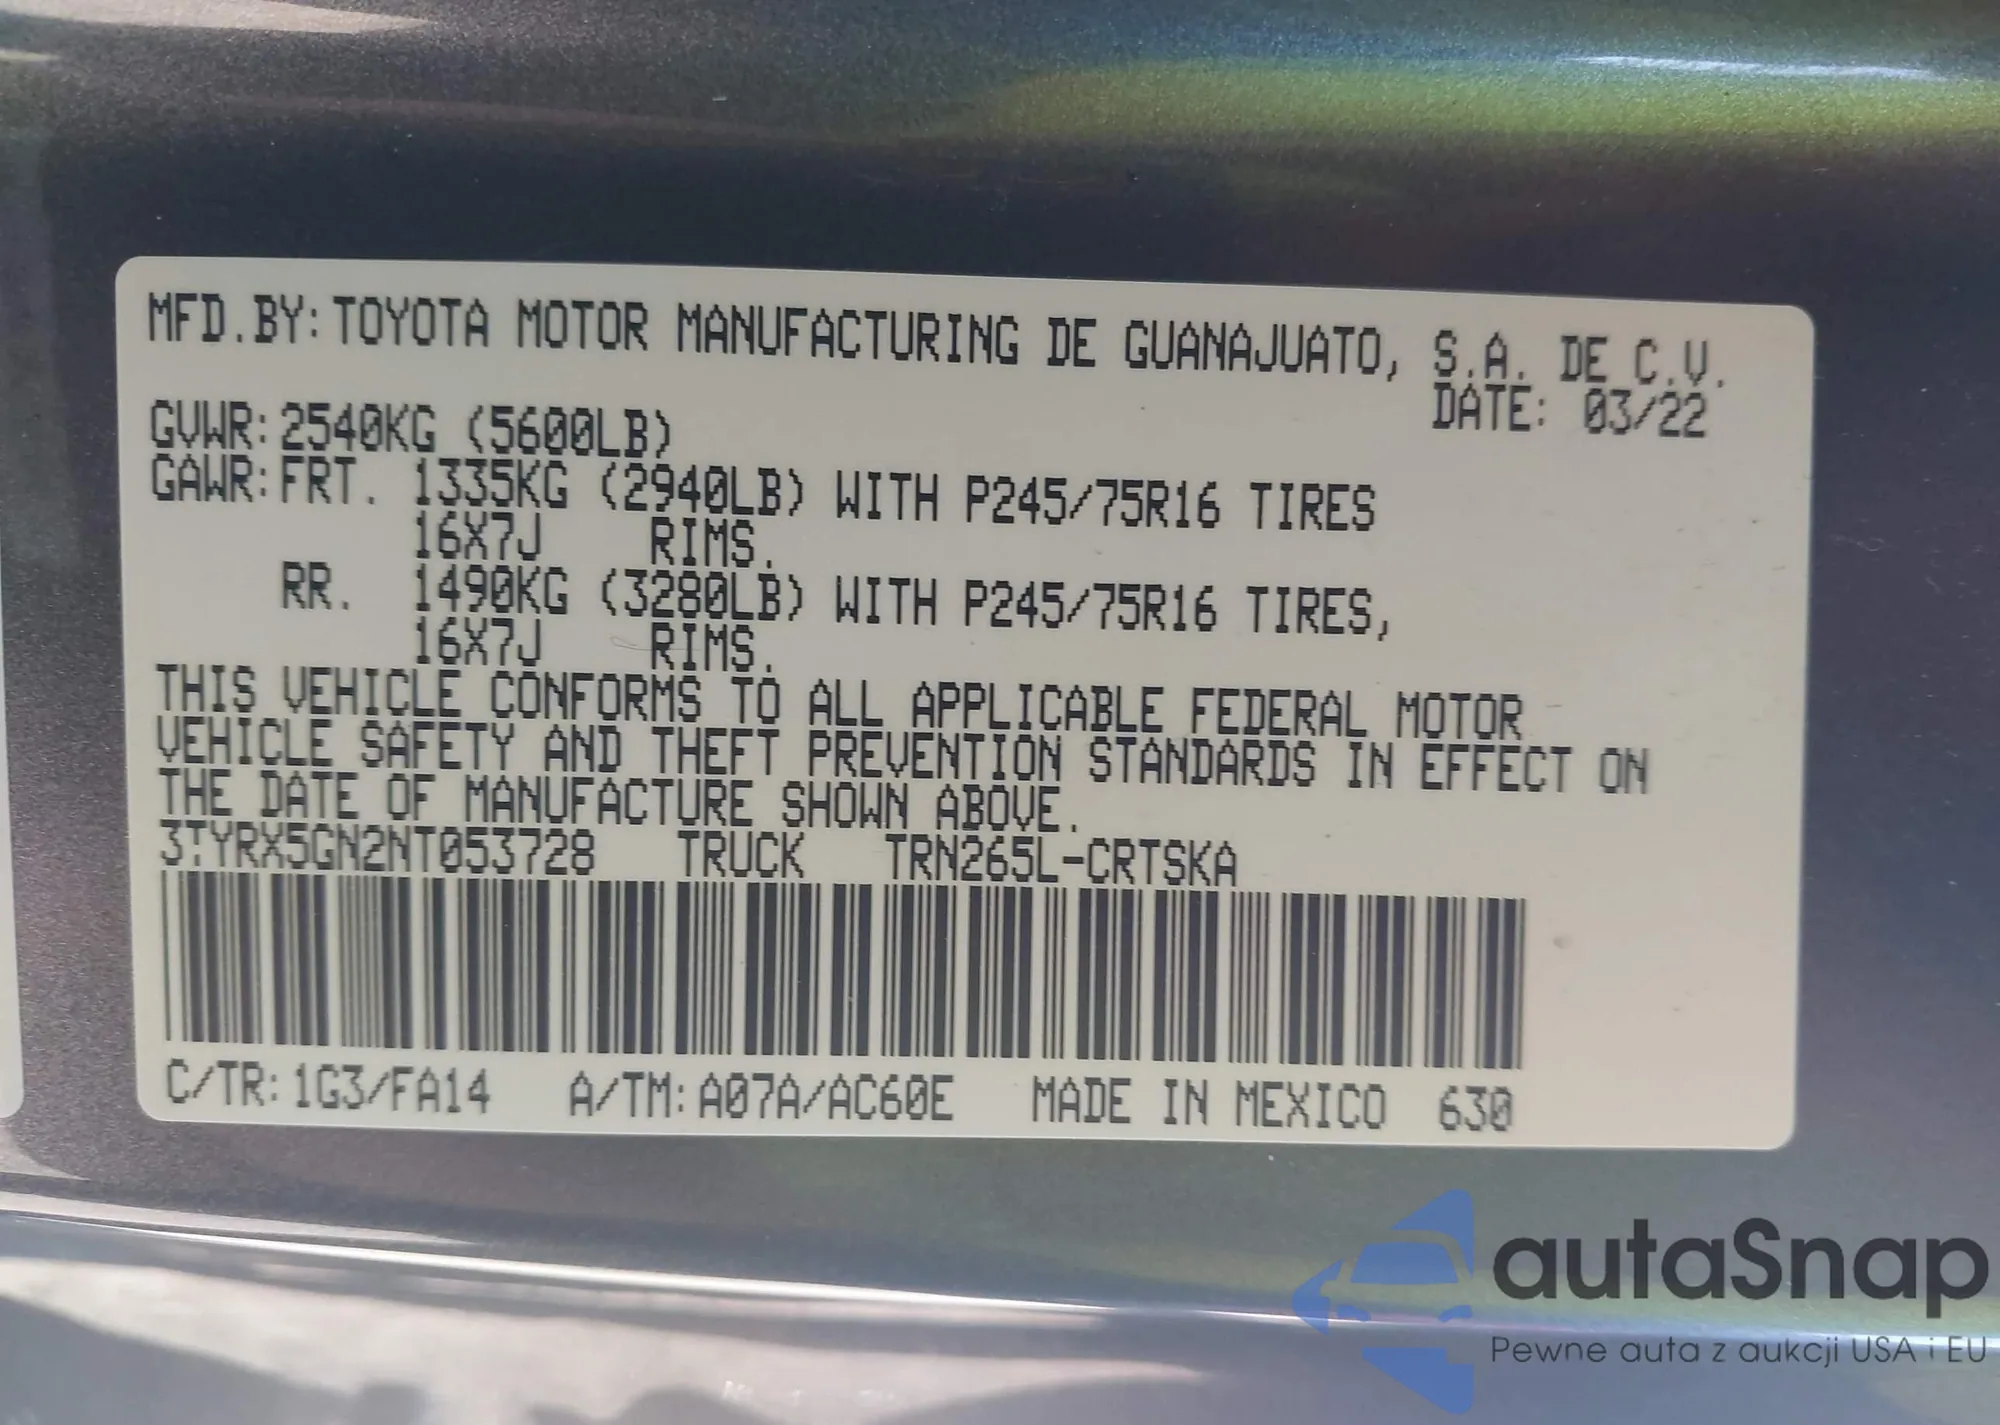 MFD.BY: TOYOTA MOTOR MANUFACTURING DE GUANAJUATO, S.A. DE C.V.
DATE: 03/22
GVWR: 2540KG (5600LB)
GAWR: FRT. 1335KG (2940LB) WITH P245/75R16 TIRES
16X7J RIMS.
RR. 1490KG (3280LB) WITH P245/75R16 TIRES,
16X7J RIMS.
THIS VEHICLE CONFORMS TO ALL APPLICABLE FEDERAL MOTOR
VEHICLE SAFETY AND THEFT PREVENTION STANDARDS IN EFFECT ON
THE DATE OF MANUFACTURE SHOWN ABOVE.
3TYRX5GN2NT053728 TRUCK TRN265L-CRTSKA
C/TR: 1G3/FA14 A/TM: A07A/AC60E MADE IN MEXICO 630
autaSnap
Pewne auta z aukcji USA i EU